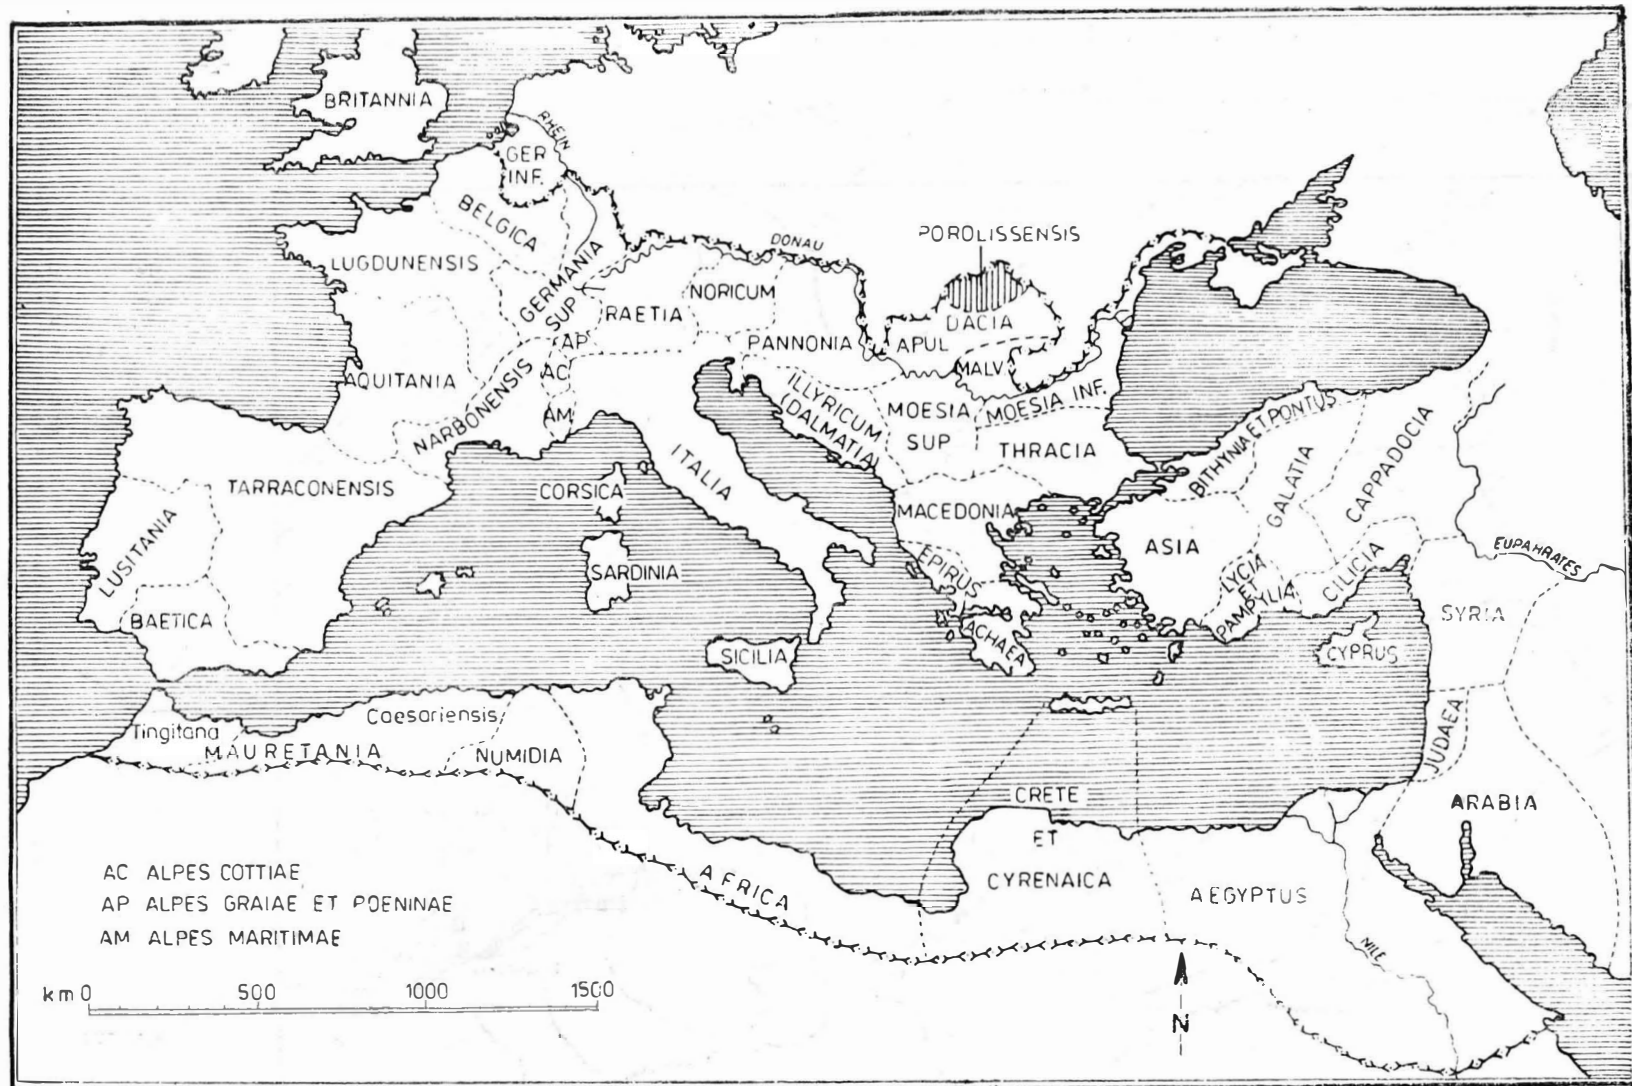 BRITANNIA
RHEIN
GER
INF.
BELGICA
LUGDUNENSIS
GERMANIA
SUP
DONAU
POROLISSENSIS
NORICUM
RAETIA
AP
PANNONIA
DACIA
APUL
MALV.
AC
AQUITANIA
NARBONENSIS
AM
ILLYRICUM
(DALMATIA)
MOESIA
SUP
MOESIA INF.
THRACIA
BITHYNIA ET PONTUS
GALATIA
CAPPADOCIA
ITALIA
TARRACONENSIS
CORSICA
LUSITANIA
MACEDONIA
ASIA
EUPAHRATES
SARDINIA
EPIRUS
LYCIA
ET
PAMPYLIA
CILICIA
SYRIA
BAETICA
ACHAEA
SICILIA
CYPRUS
Tingitana
Caesariensis
MAURETANIA
NUMIDIA
JUDAEA
CRETE
ET
CYRENAICA
ARABIA
AFRICA
AEGYPTUS
NILE
AC ALPES COTTIAE
AP ALPES GRAIAE ET POENINAE
AM ALPES MARITIMAE
km 0 500 1000 1500
N